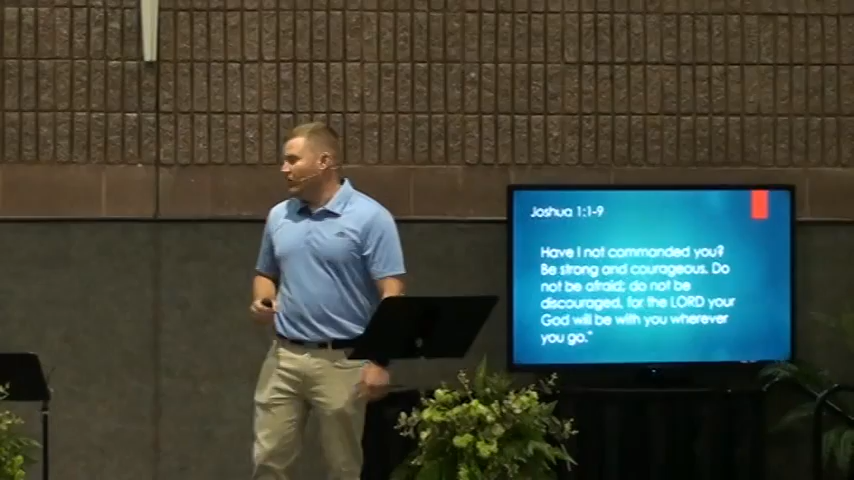 Joshua 1:1-9
Have I not commanded you?
Be strong and courageous. Do
not be afraid; do not be
discouraged, for the LORD your
God will be with you wherever
you go."